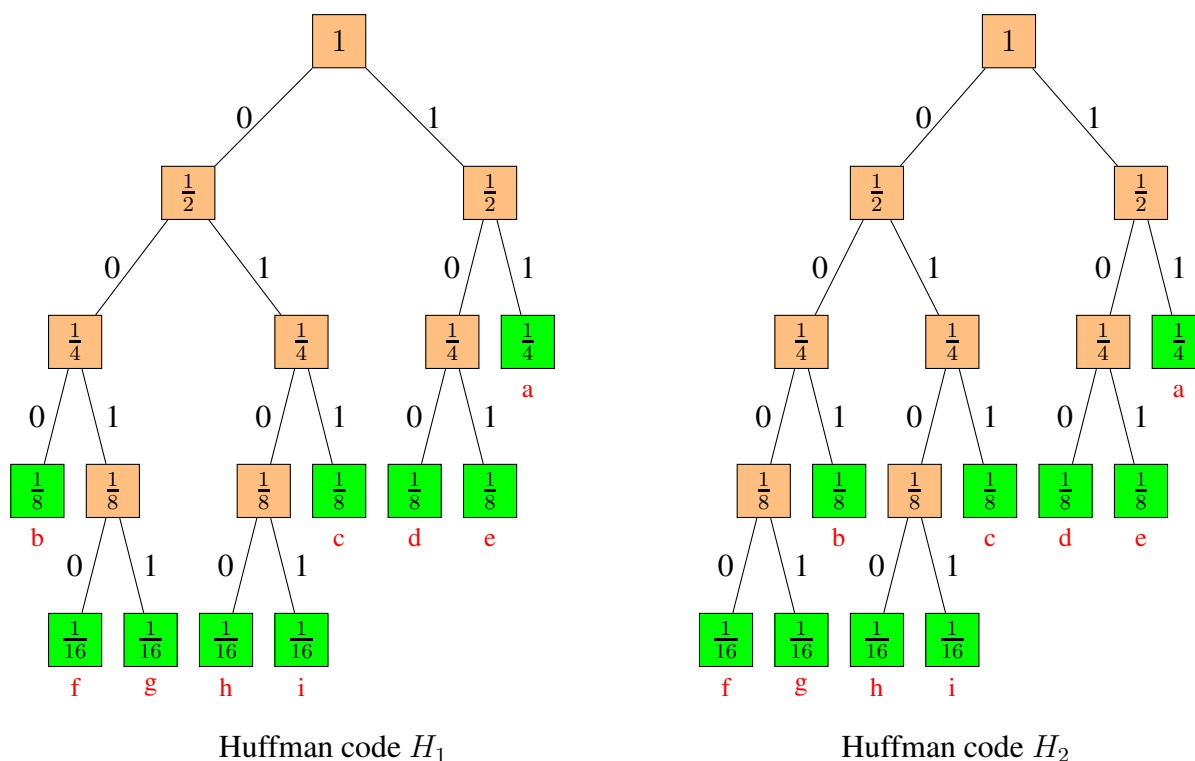 1 1
0 1 0 1
1/2 1/2 1/2 1/2
0 1 0 1 0 1 0 1
1/4 1/4 1/4 1/4 1/4 1/4 1/4 1/4
a a
0 1 0 1 0 1 0 1 0 1 0 1
1/8 1/8 1/8 1/8 1/8 1/8 1/8 1/8 1/8 1/8 1/8 1/8
b c d e b c d e
0 1 0 1 0 1 0 1
1/16 1/16 1/16 1/16 1/16 1/16 1/16 1/16
f g h i f g h i
Huffman code H₁ Huffman code H₂